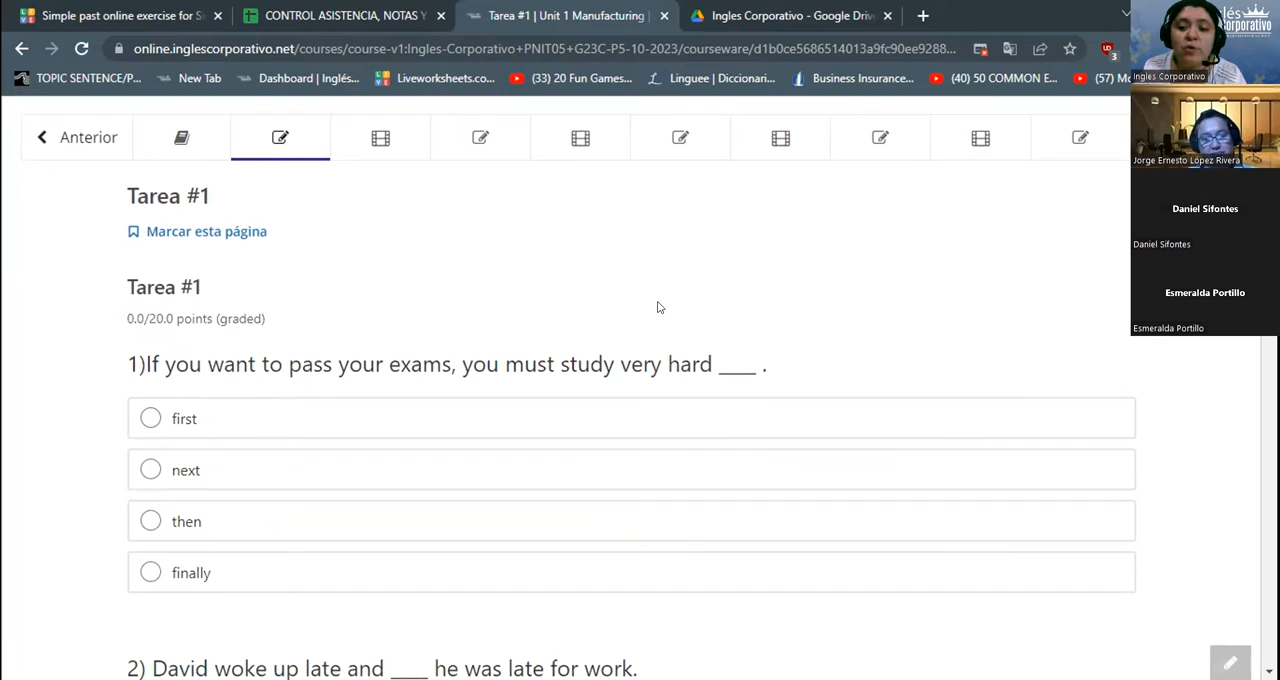 Simple past online exercise for S
CONTROL ASISTENCIA, NOTAS Y
Tarea #1 | Unit 1 Manufacturing
Ingles Corporativo - Google Driv
online.inglescorporativo.net/courses/course-v1:Ingles-Corporativo+PNIT05+G23C-P5-10-2023/courseware/d1b0ce5686514013a9fc90ee9288...
3
TOPIC SENTENCE/P...
New Tab
Dashboard | Inglés...
Liveworksheets.co...
(33) 20 Fun Games...
Linguee | Diccionari...
Business Insurance...
(40) 50 COMMON E...
(57) Mo
Ingles Corporativo
Jorge Ernesto López Rivera
Daniel Sifontes
Daniel Sifontes
Esmeralda Portillo
Esmeralda Portillo
Anterior
Tarea #1
Marcar esta página
Tarea #1
0.0/20.0 points (graded)
1)If you want to pass your exams, you must study very hard ____ .
first
next
then
finally
2) David woke up late and ____ he was late for work.